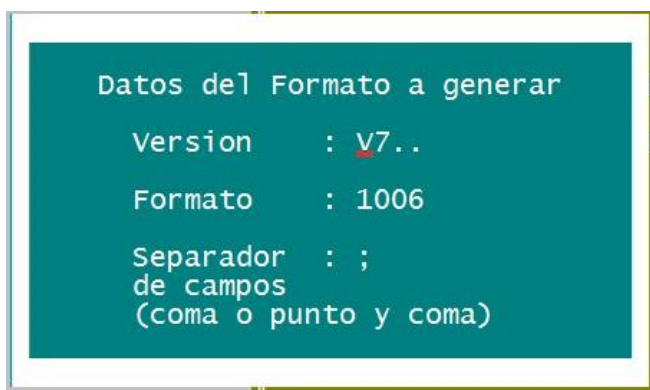 Datos del Formato a generar
Version : V7..
Formato : 1006
Separador : ;
de campos
(coma o punto y coma)